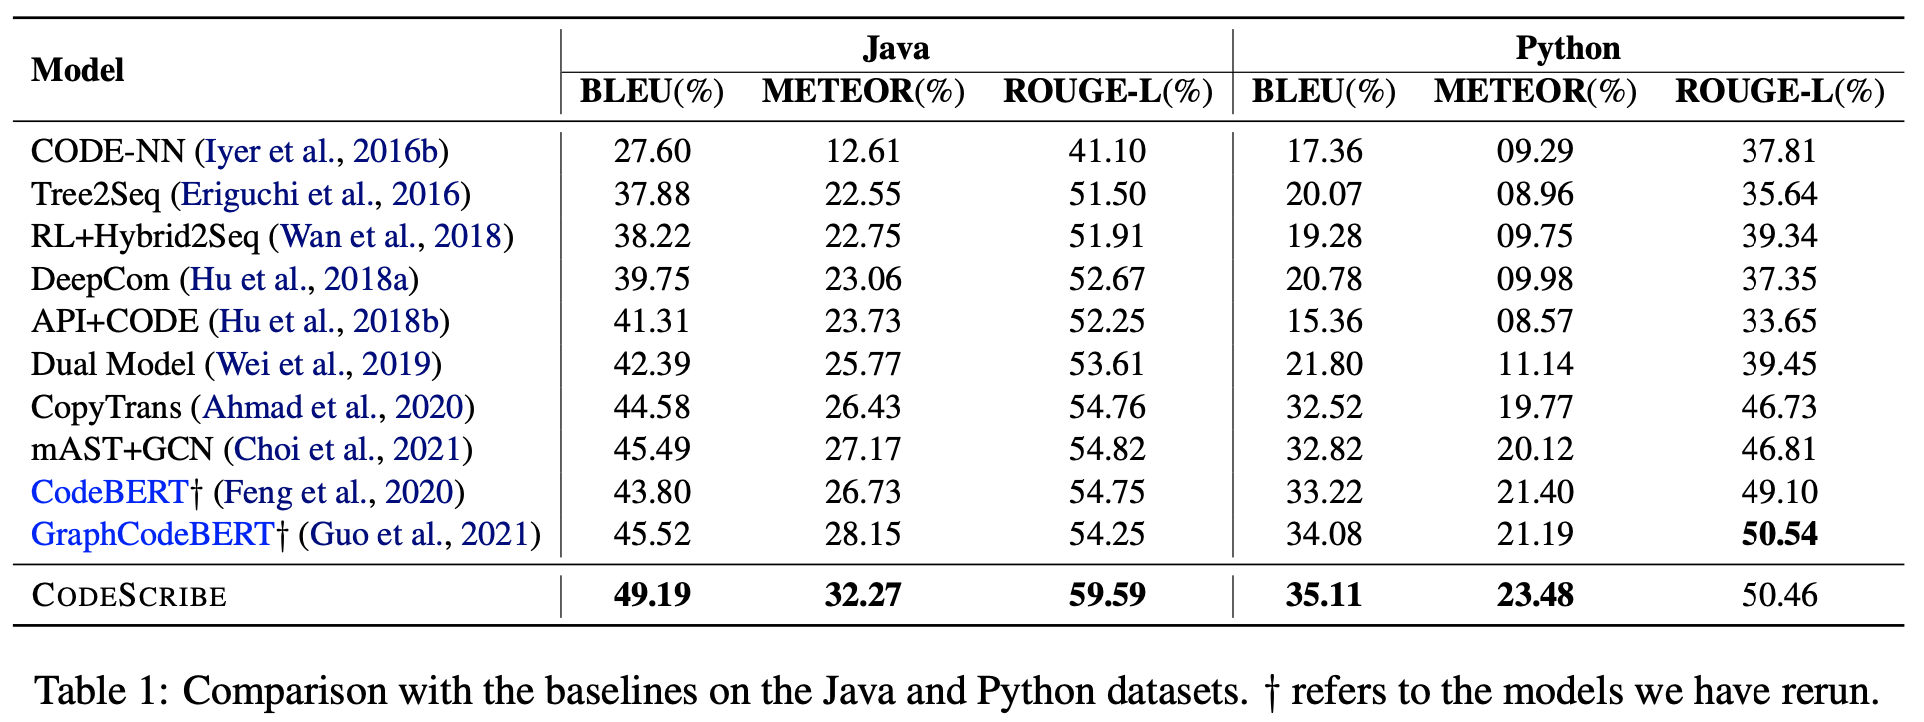 Model Java Python
BLEU(%) METEOR(%) ROUGE-L(%) BLEU(%) METEOR(%) ROUGE-L(%)
CODE-NN (Iyer et al., 2016b) 27.60 12.61 41.10 17.36 09.29 37.81
Tree2Seq (Eriguchi et al., 2016) 37.88 22.55 51.50 20.07 08.96 35.64
RL+Hybrid2Seq (Wan et al., 2018) 38.22 22.75 51.91 19.28 09.75 39.34
DeepCom (Hu et al., 2018a) 39.75 23.06 52.67 20.78 09.98 37.35
API+CODE (Hu et al., 2018b) 41.31 23.73 52.25 15.36 08.57 33.65
Dual Model (Wei et al., 2019) 42.39 25.77 53.61 21.80 11.14 39.45
CopyTrans (Ahmad et al., 2020) 44.58 26.43 54.76 32.52 19.77 46.73
mAST+GCN (Choi et al., 2021) 45.49 27.17 54.82 32.82 20.12 46.81
CodeBERT† (Feng et al., 2020) 43.80 26.73 54.75 33.22 21.40 49.10
GraphCodeBERT† (Guo et al., 2021) 45.52 28.15 54.25 34.08 21.19 50.54
CODESCRIBE 49.19 32.27 59.59 35.11 23.48 50.46
Table 1: Comparison with the baselines on the Java and Python datasets. † refers to the models we have rerun.